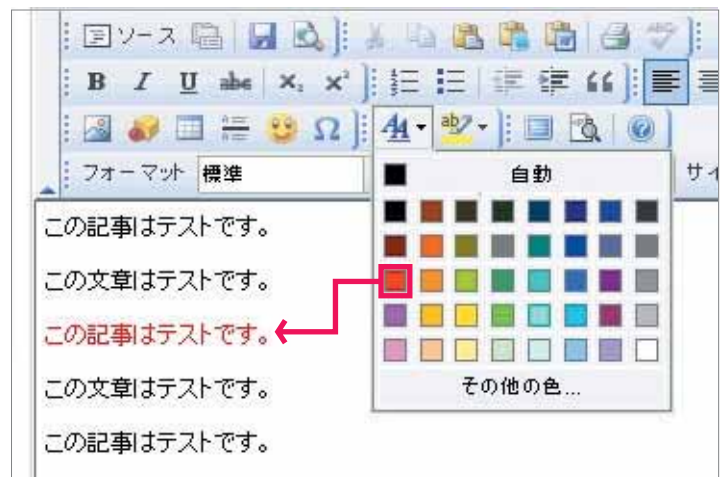 ソース
B I U abc x₂ x²
フォーマット 標準
サイ
自動
この記事はテストです。
この文章はテストです。
この記事はテストです。
この文章はテストです。
この記事はテストです。
その他の色...